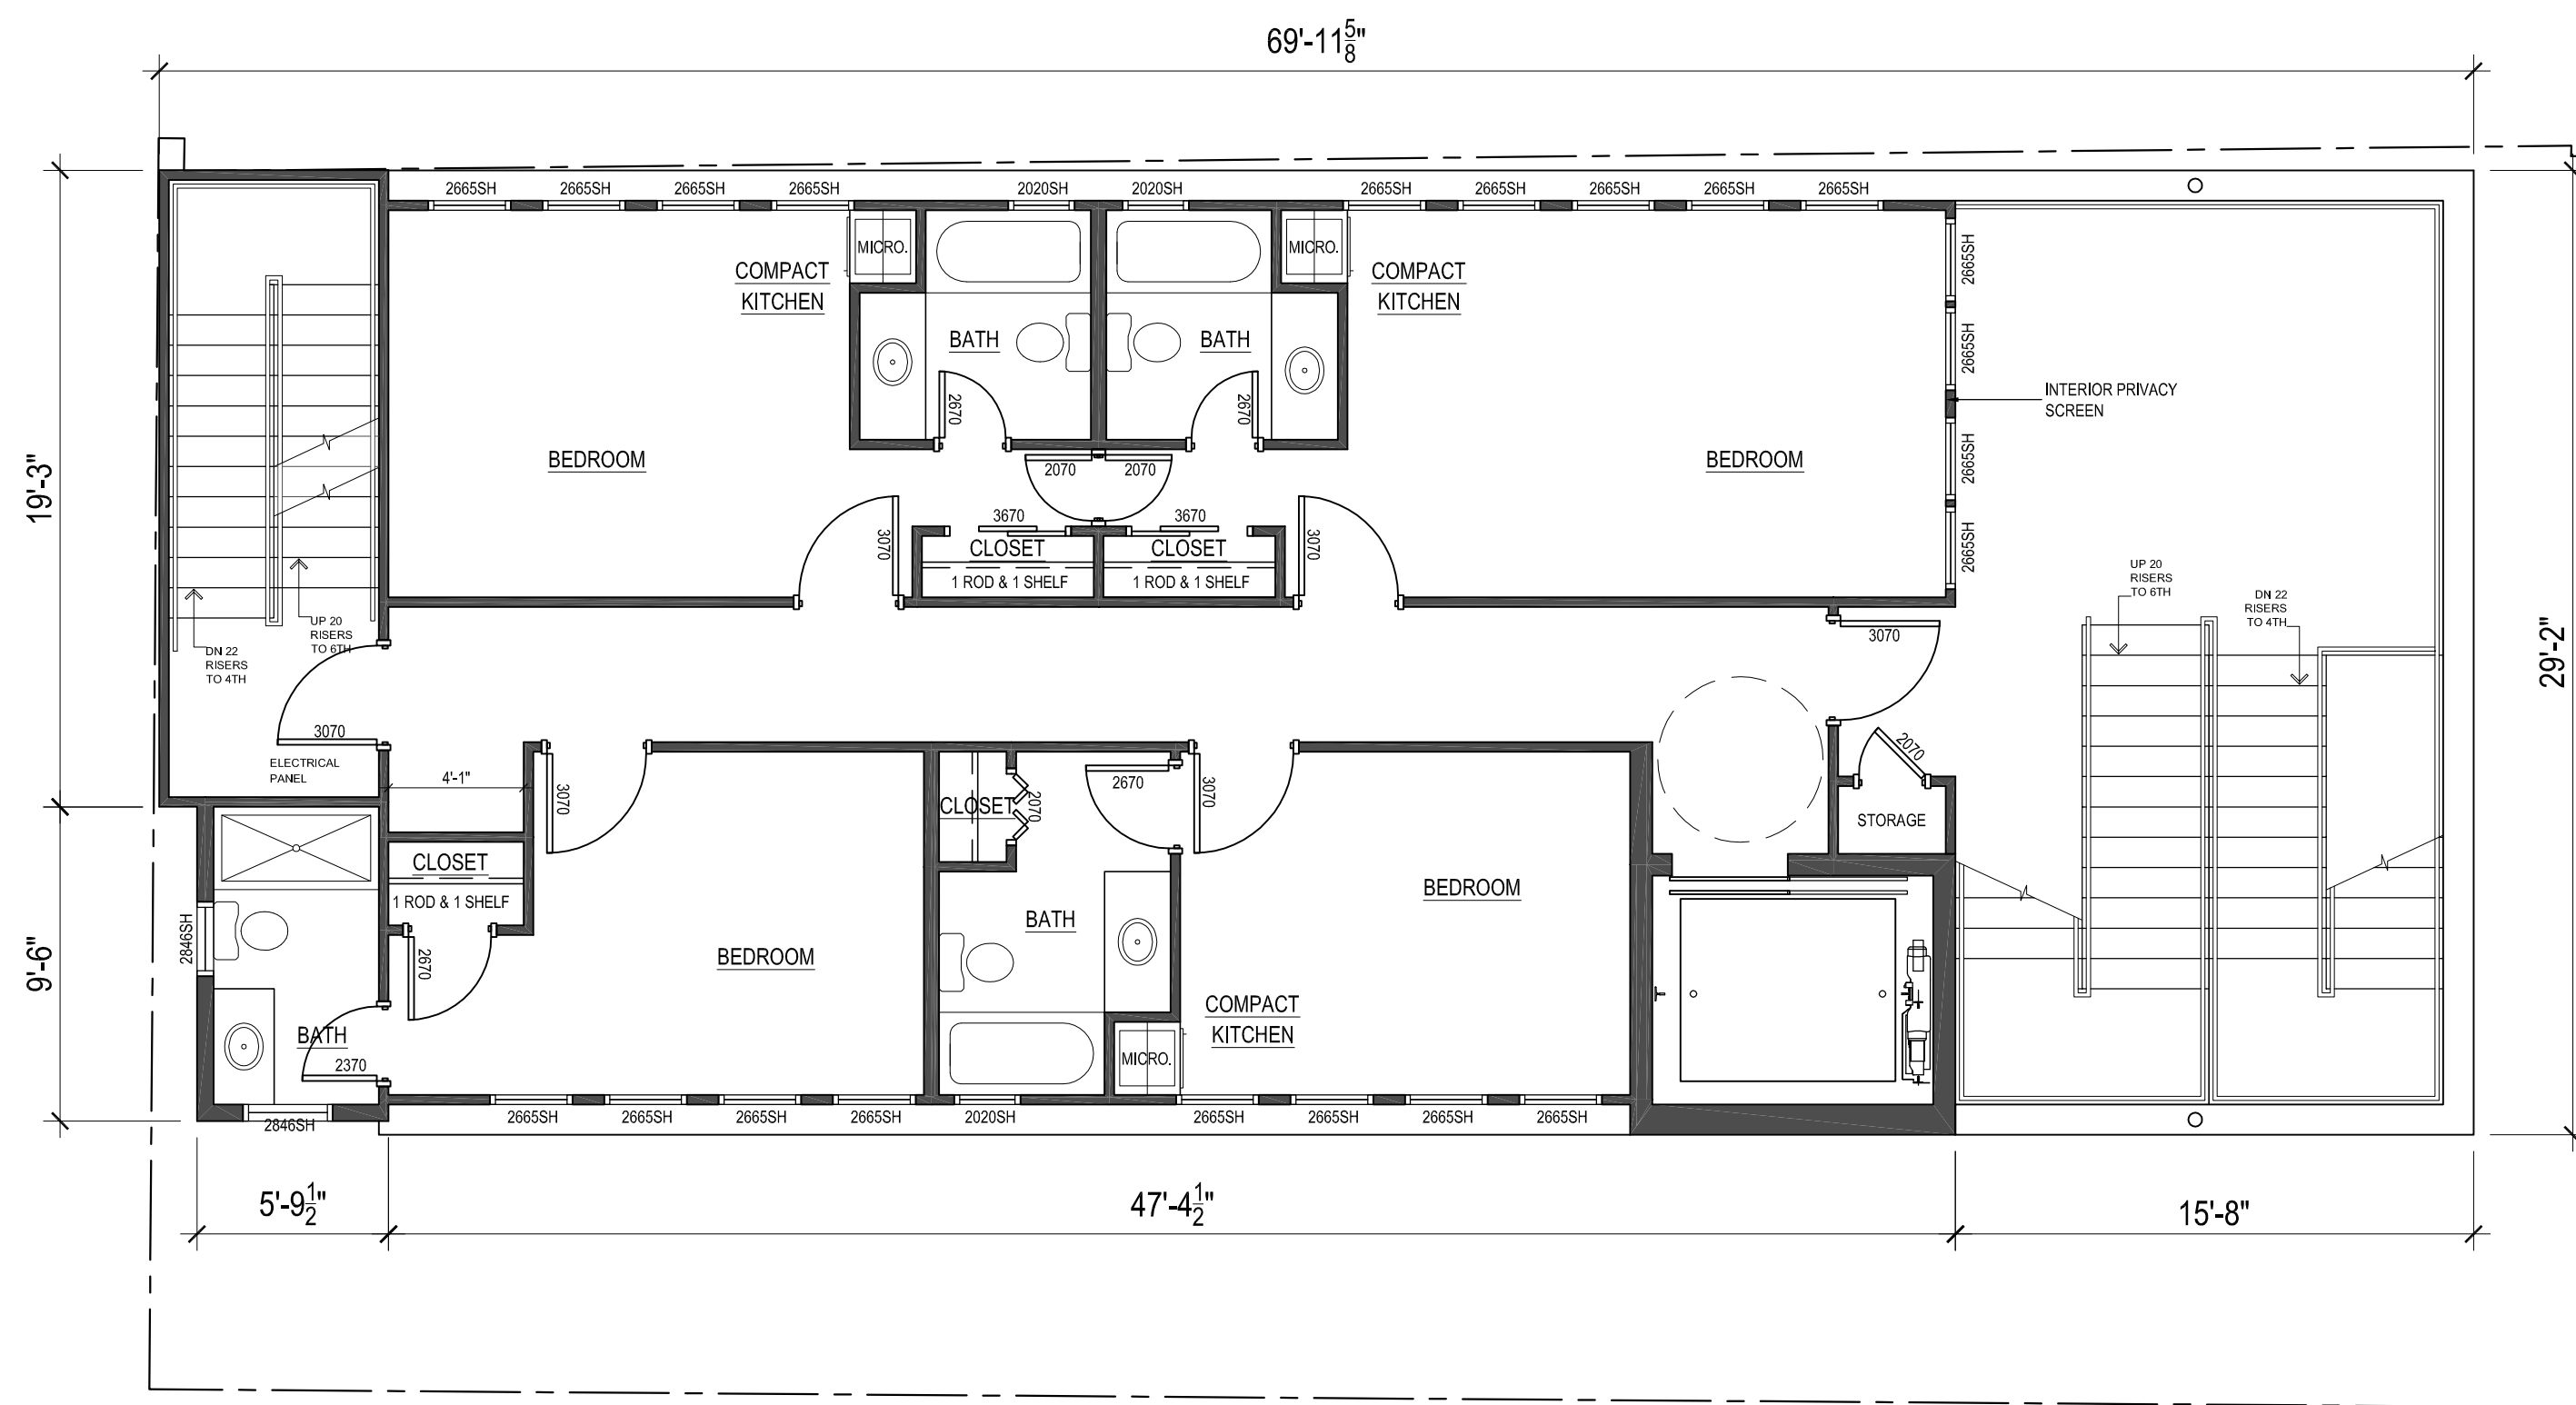 69'-11 5/8"
2665SH 2665SH 2665SH 2665SH 2020SH 2020SH 2665SH 2665SH 2665SH 2665SH 2665SH
MICRO. MICRO.
COMPACT
KITCHEN
COMPACT
KITCHEN
2665SH
2665SH
2665SH
2665SH
BATH BATH
INTERIOR PRIVACY
SCREEN
2670 2670
BEDROOM BEDROOM
2070 2070
19'-3"
3670 3670
3070 3070
CLOSET CLOSET
1 ROD & 1 SHELF 1 ROD & 1 SHELF
UP 20
RISERS
TO 6TH
DN 22
RISERS
TO 4TH
UP 20
RISERS
TO 6TH
DN 22
RISERS
TO 4TH
3070
29'-2"
3070
2070
ELECTRICAL
PANEL
4'-1"
3070
2670
3070
CLOSET
2070
STORAGE
CLOSET
1 ROD & 1 SHELF
BEDROOM
BATH
2846SH
9'-6"
2670
BEDROOM
COMPACT
KITCHEN
BATH
2370
MICRO.
2846SH
2665SH 2665SH 2665SH 2665SH 2020SH 2665SH 2665SH 2665SH 2665SH
5'-9 1/2" 47'-4 1/2" 15'-8"